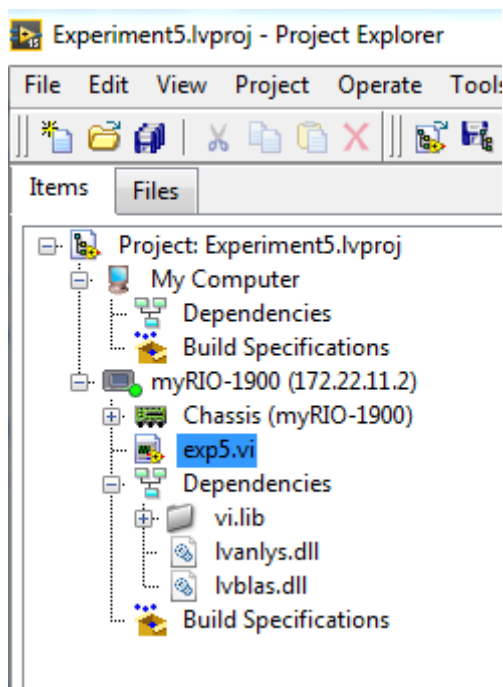 Experiment5.lvproj - Project Explorer
File Edit View Project Operate Tools
Items Files
Project: Experiment5.lvproj
My Computer
Dependencies
Build Specifications
myRIO-1900 (172.22.11.2)
Chassis (myRIO-1900)
exp5.vi
Dependencies
vi.lib
lvanlys.dll
lvblas.dll
Build Specifications